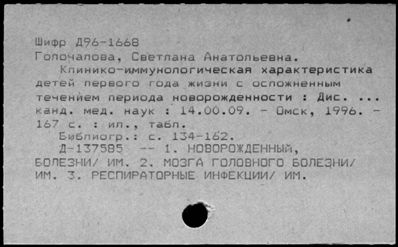 Шифр Д96-1668
Голочалова, Светлана Анатольевна.
Клинико-иммунологическая характеристика
детей первого года жизни с осложненным
течением периода новорожденности : Дис. ...
канд. мед. наук : 14.00.09. - Омск, 1996. -
167 с. : ил., табл.
Библиогр.: с. 134-162.
Д-137585 -- 1. НОВОРОЖДЕННЫЙ,
БОЛЕЗНИ/ ИМ. 2. МОЗГА ГОЛОВНОГО БОЛЕЗНИ/
ИМ. 3. РЕСПИРАТОРНЫЕ ИНФЕКЦИИ/ ИМ.